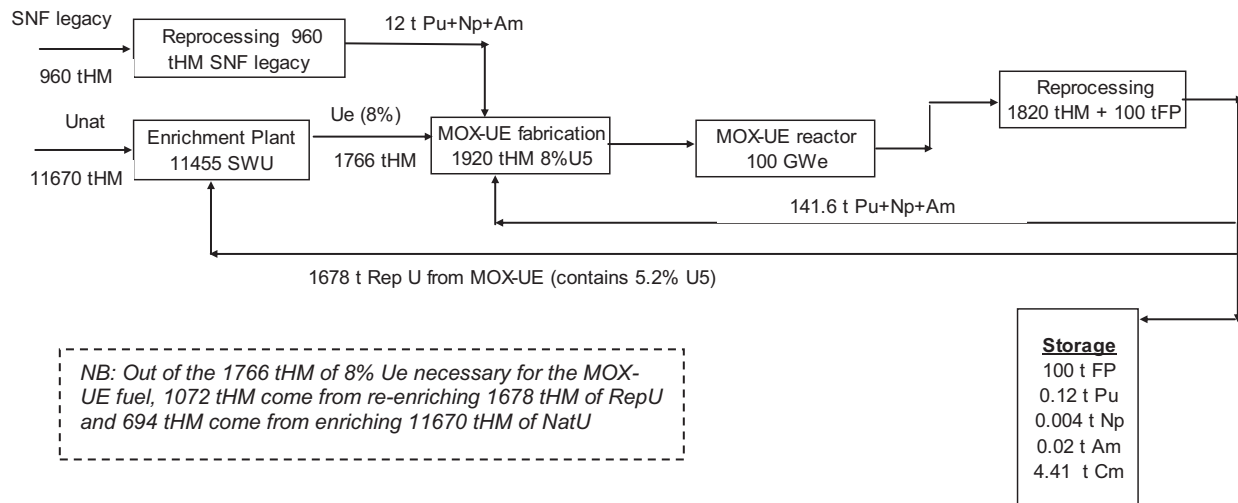 SNF legacy
960 tHM
Reprocessing 960
tHM SNF legacy
12 t Pu+Np+Am
Unat
11670 tHM
Enrichment Plant
11455 SWU
Ue (8%)
1766 tHM
MOX-UE fabrication
1920 tHM 8%U5
MOX-UE reactor
100 GWe
Reprocessing
1820 tHM + 100 tFP
141.6 t Pu+Np+Am
1678 t Rep U from MOX-UE (contains 5.2% U5)
NB: Out of the 1766 tHM of 8% Ue necessary for the MOX-
UE fuel, 1072 tHM come from re-enriching 1678 tHM of RepU
and 694 tHM come from enriching 11670 tHM of NatU
Storage
100 t FP
0.12 t Pu
0.004 t Np
0.02 t Am
4.41 t Cm